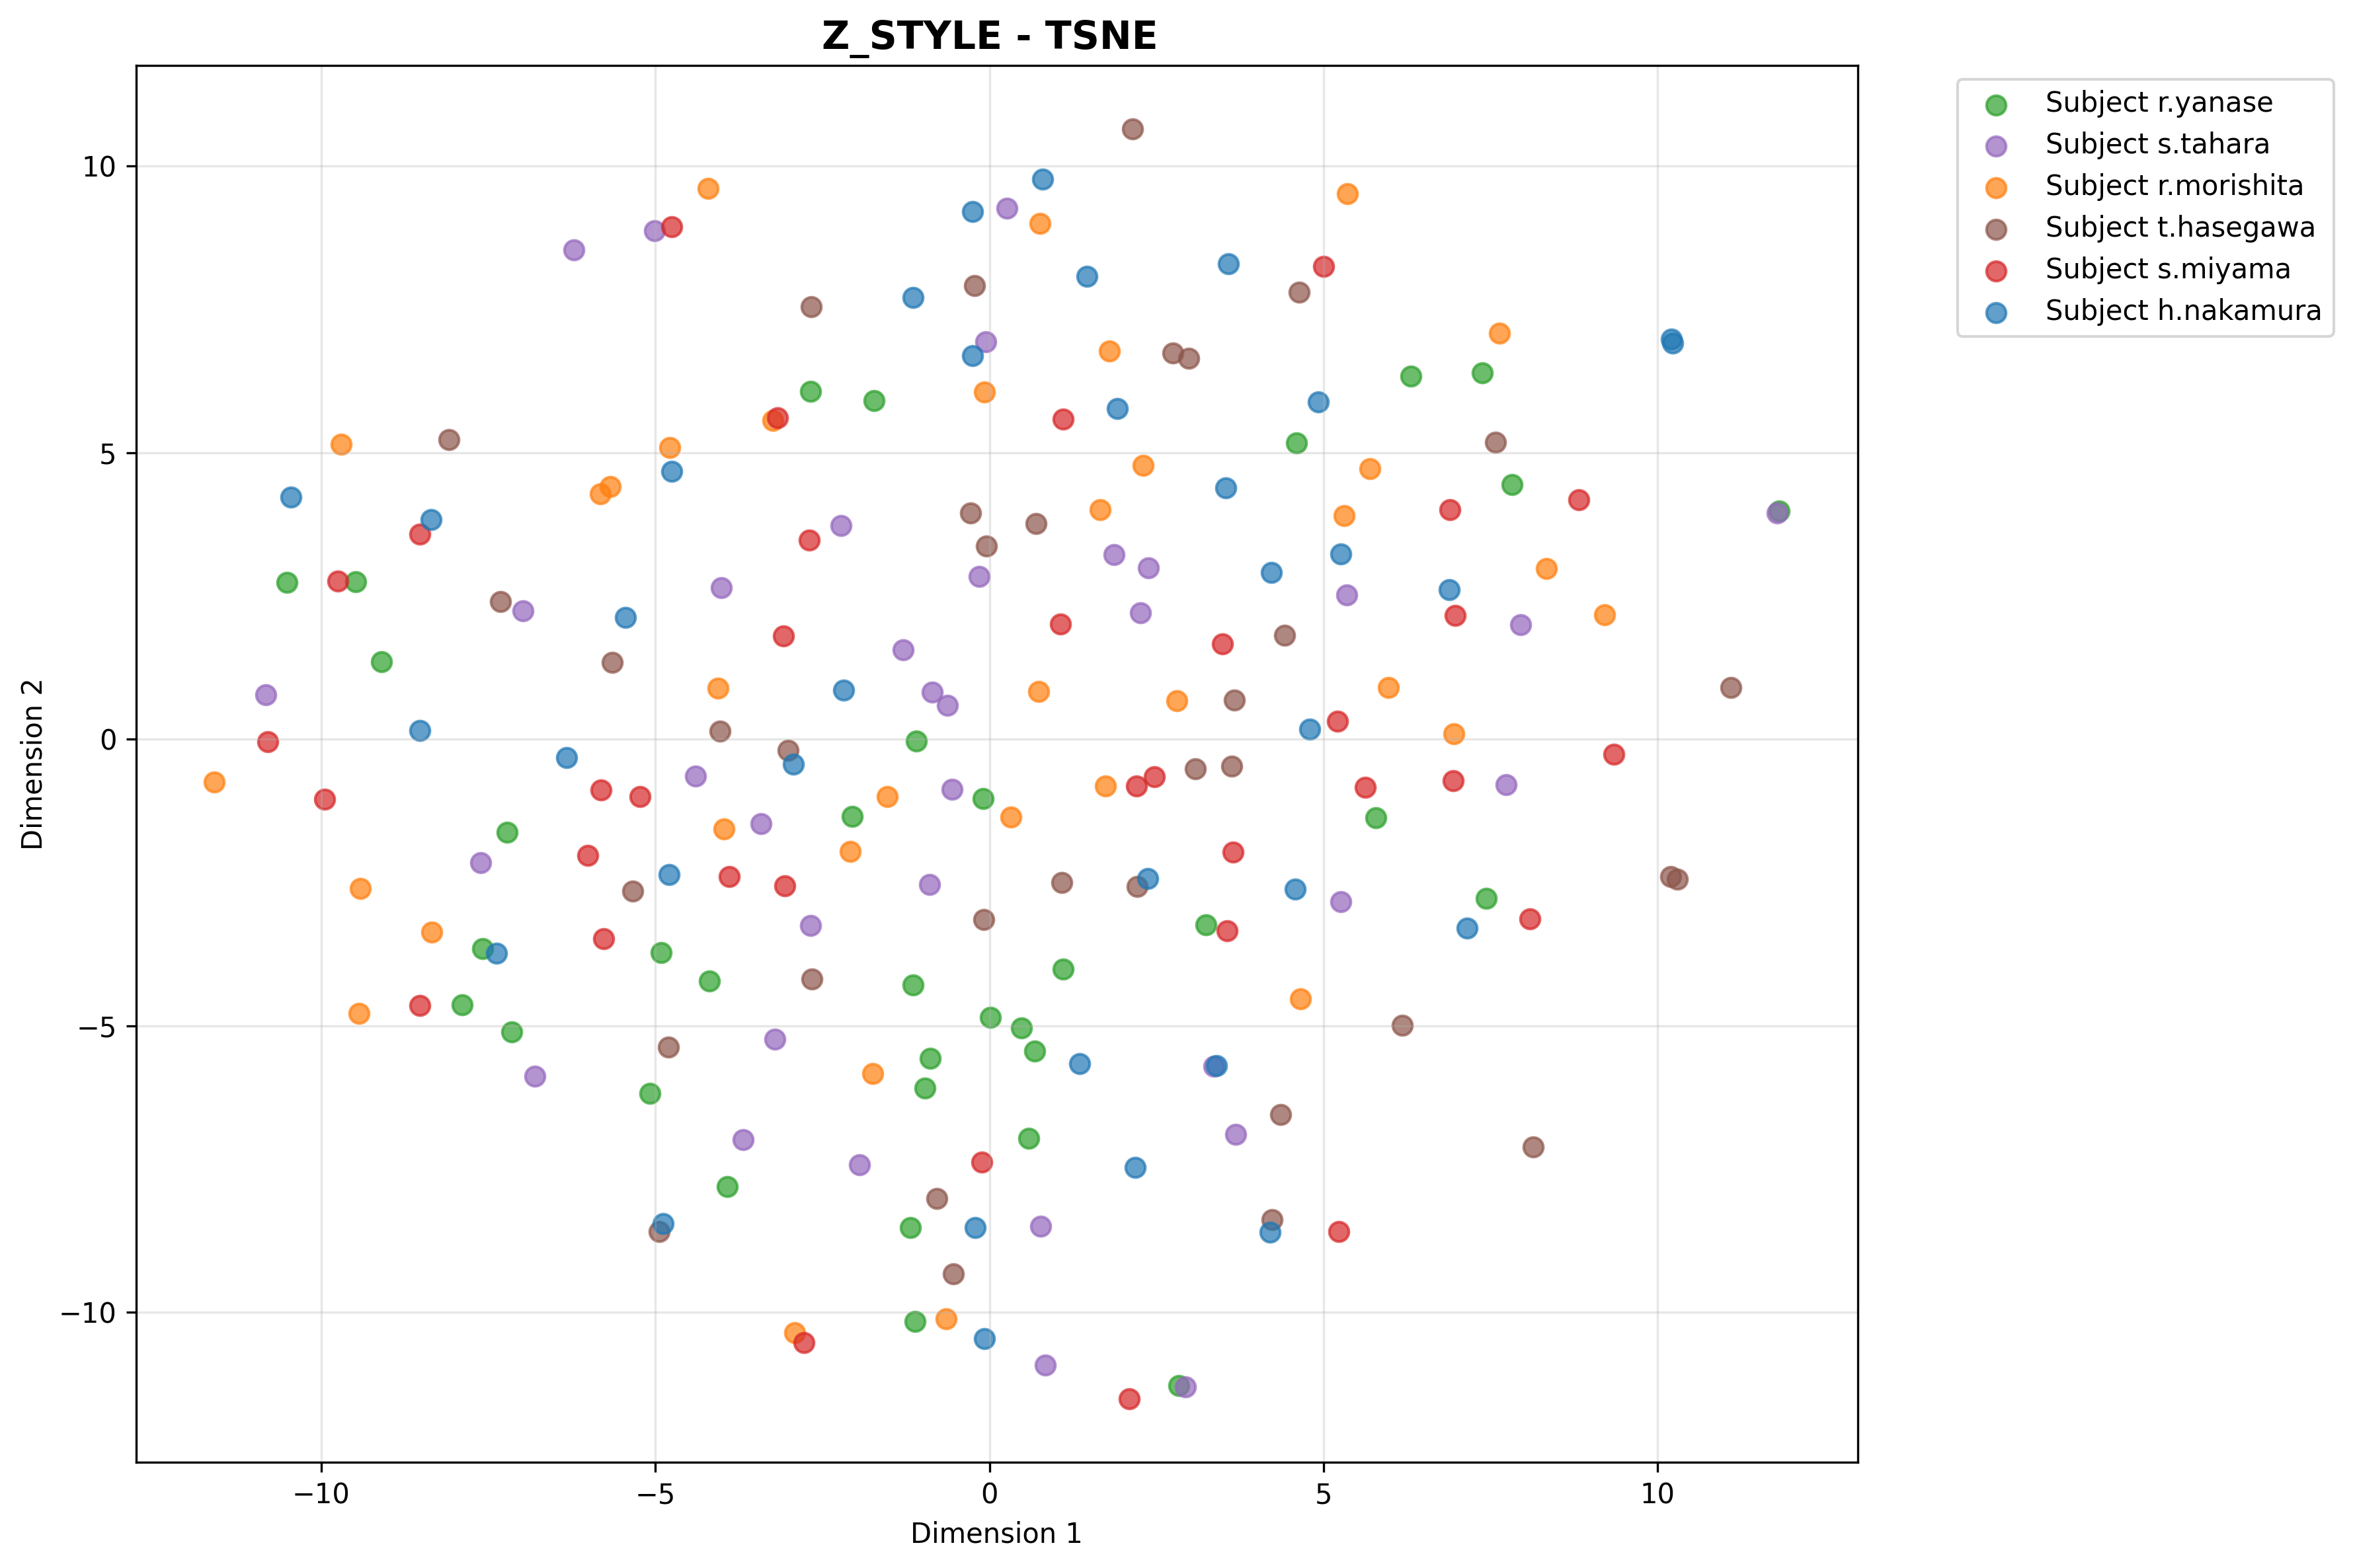 Z_STYLE - TSNE
Subject r.yanase
Subject s.tahara
Subject r.morishita
Subject t.hasegawa
Subject s.miyama
Subject h.nakamura
10
5
0
−5
−10
Dimension 2
−10
−5
0
5
10
Dimension 1